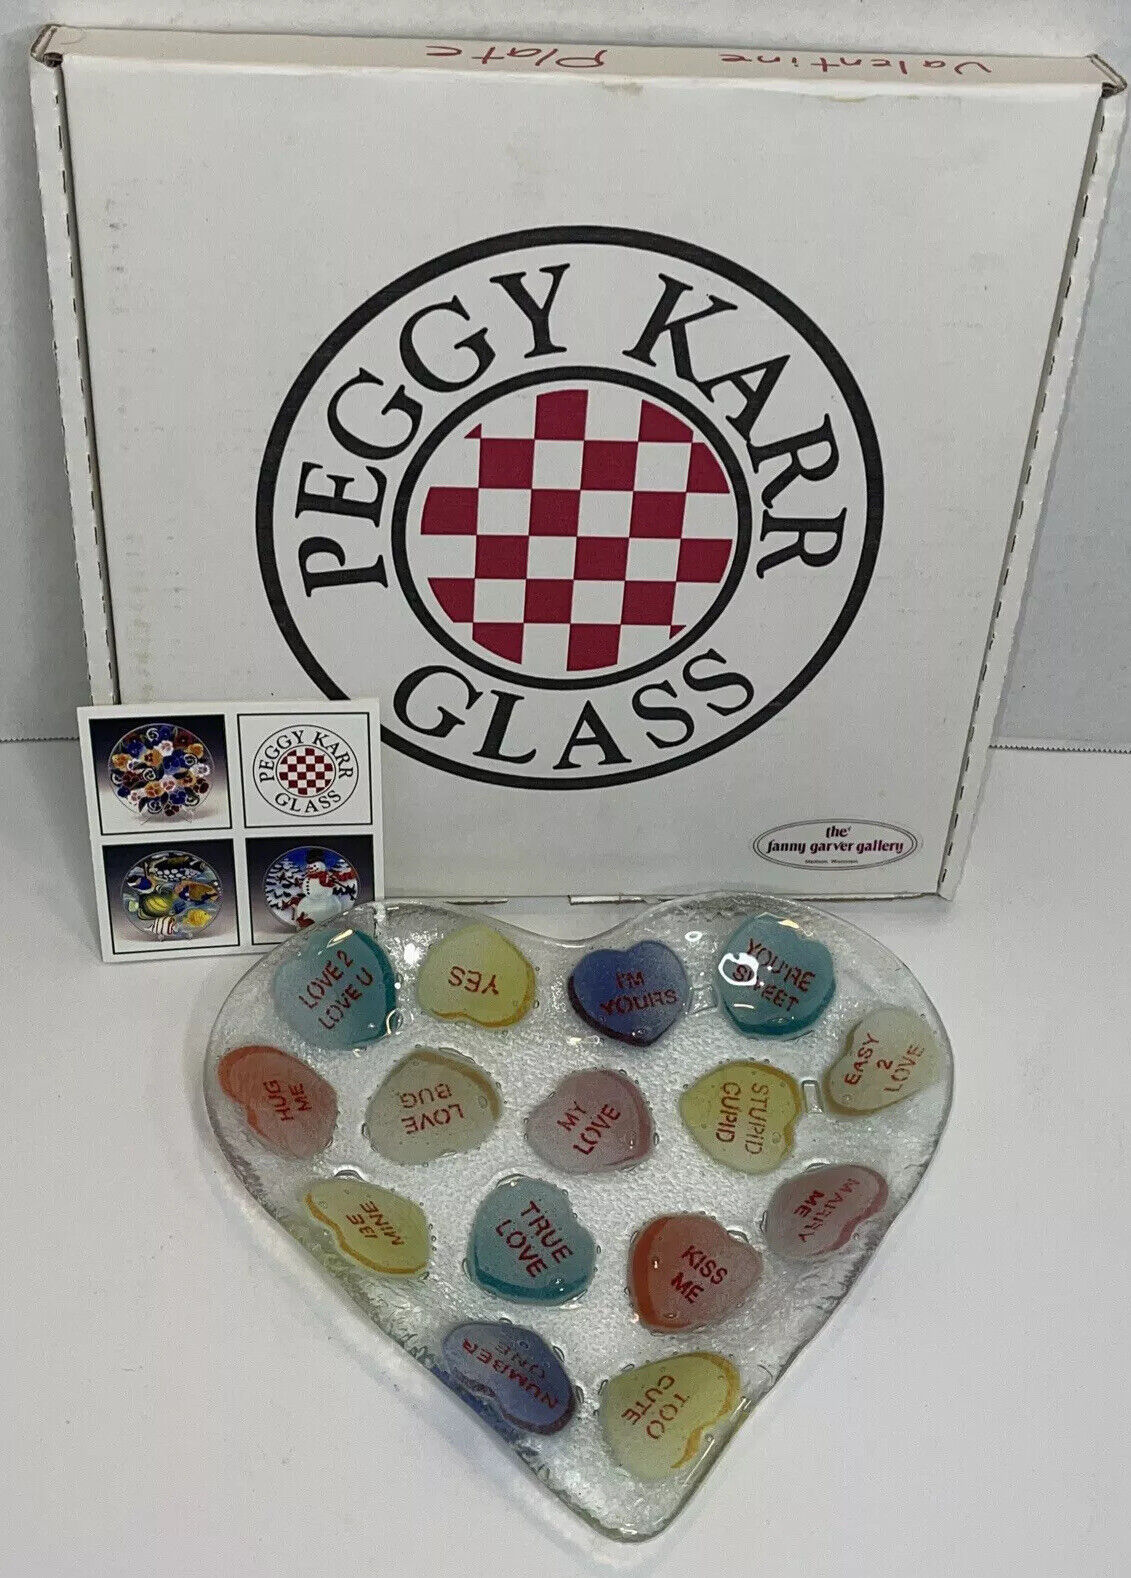 Valentine Plate
PEGGY KARR
GLASS
the
fanny garver gallery
Madison, Wisconsin
PEGGY KARR
GLASS
LOVE 2
LOVE U
YES
I'M
YOURS
YOU'RE
SWEET
HUG
ME
LOVE
BUG
MY
LOVE
STUPID
CUPID
EASY
2
LOVE
BE
MINE
TRUE
LOVE
KISS
ME
MARRY
ME
NUMBER
ONE
TOO
CUTE